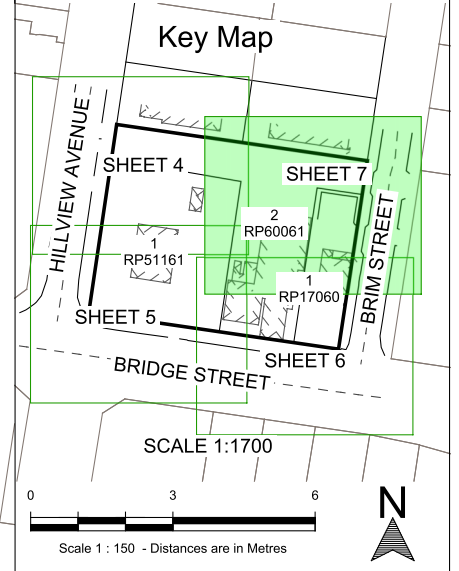 Key Map
HILLVIEW AVENUE
SHEET 4
SHEET 7
2
RP60061
BRIM STREET
1
RP51161
1
RP17060
SHEET 5
SHEET 6
BRIDGE STREET
SCALE 1:1700
0 3 6
Scale 1 : 150 - Distances are in Metres
N